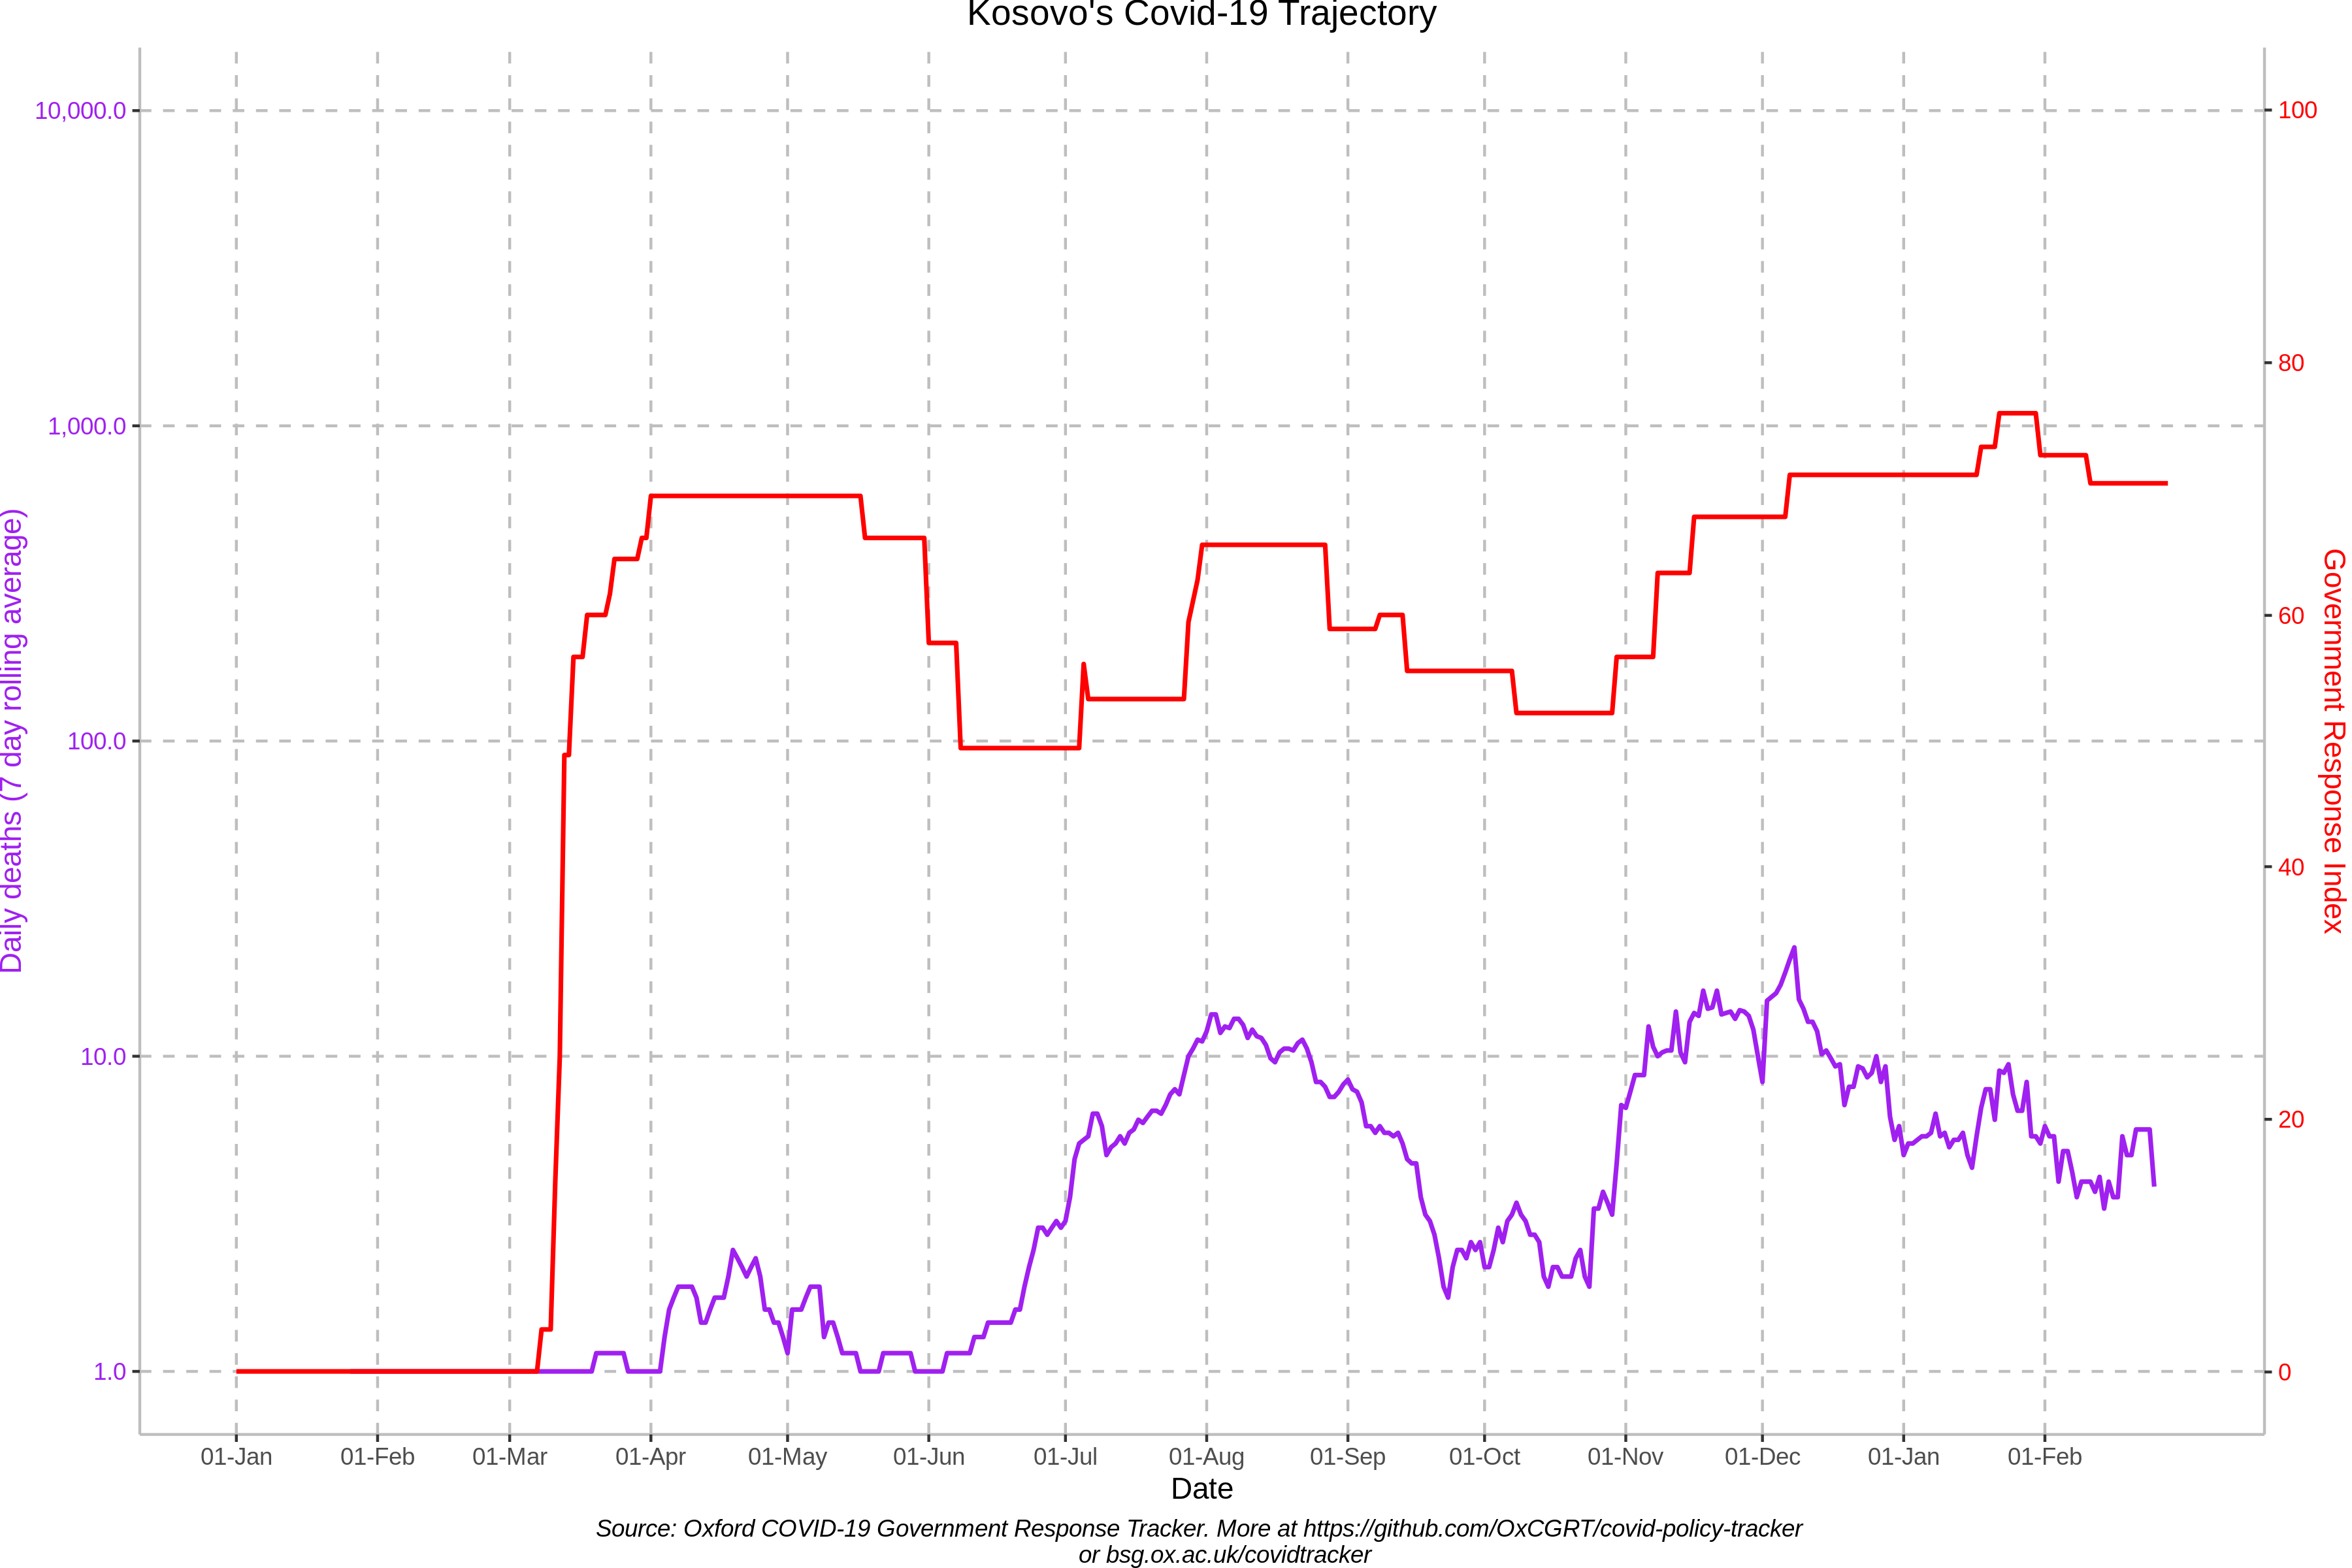 Kosovo's Covid-19 Trajectory
10,000.0
1,000.0
100.0
10.0
1.0
Daily deaths (7 day rolling average)
100
80
60
40
20
0
Government Response Index
01-Jan
01-Feb
01-Mar
01-Apr
01-May
01-Jun
01-Jul
01-Aug
01-Sep
01-Oct
01-Nov
01-Dec
01-Jan
01-Feb
Date
Source: Oxford COVID-19 Government Response Tracker. More at https://github.com/OxCGRT/covid-policy-tracker
or bsg.ox.ac.uk/covidtracker